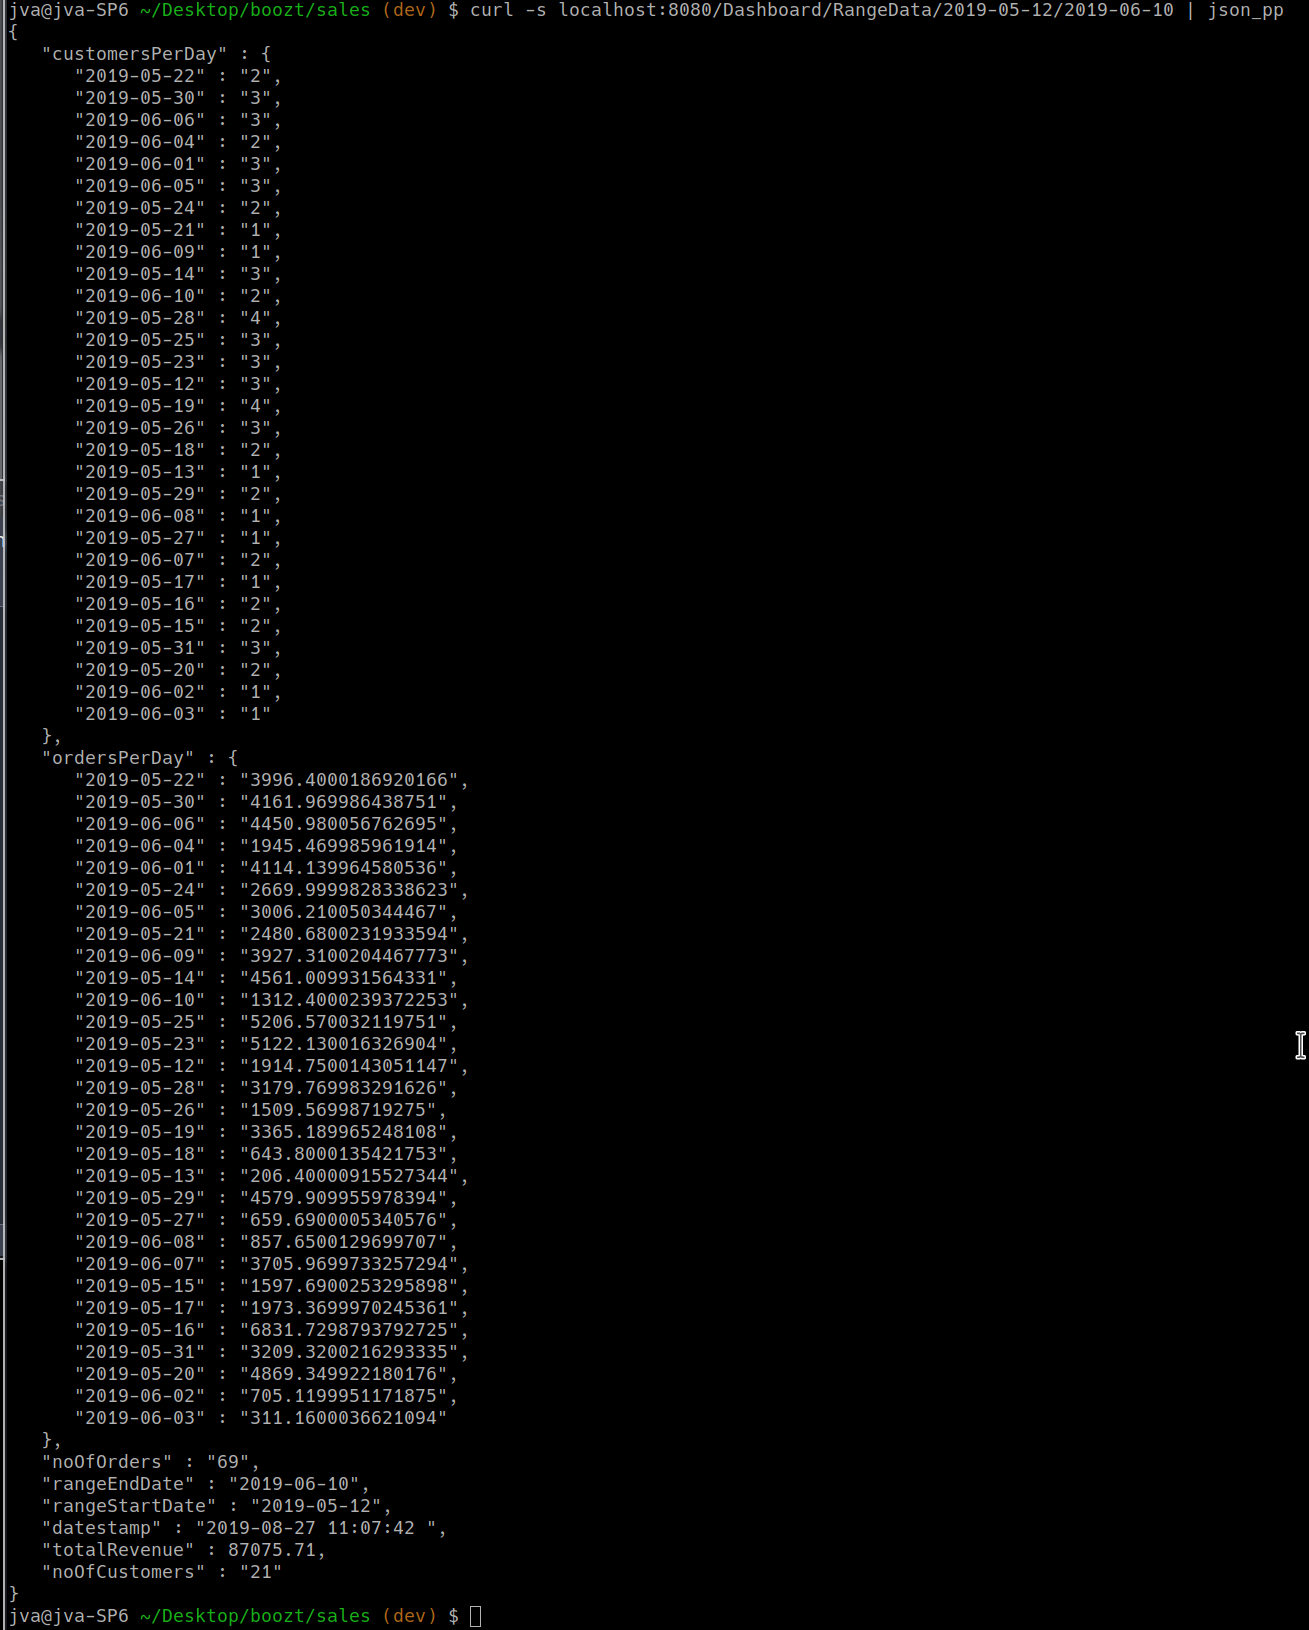 jva@jva-SP6 ~/Desktop/boozt/sales (dev) $ curl -s localhost:8080/Dashboard/RangeData/2019-05-12/2019-06-10 | json_pp
{
   "customersPerDay" : {
      "2019-05-22" : "2",
      "2019-05-30" : "3",
      "2019-06-06" : "3",
      "2019-06-04" : "2",
      "2019-06-01" : "3",
      "2019-06-05" : "3",
      "2019-05-24" : "2",
      "2019-05-21" : "1",
      "2019-06-09" : "1",
      "2019-05-14" : "3",
      "2019-06-10" : "2",
      "2019-05-28" : "4",
      "2019-05-25" : "3",
      "2019-05-23" : "3",
      "2019-05-12" : "3",
      "2019-05-19" : "4",
      "2019-05-26" : "3",
      "2019-05-18" : "2",
      "2019-05-13" : "1",
      "2019-05-29" : "2",
      "2019-06-08" : "1",
      "2019-05-27" : "1",
      "2019-06-07" : "2",
      "2019-05-17" : "1",
      "2019-05-16" : "2",
      "2019-05-15" : "2",
      "2019-05-31" : "3",
      "2019-05-20" : "2",
      "2019-06-02" : "1",
      "2019-06-03" : "1"
   },
   "ordersPerDay" : {
      "2019-05-22" : "3996.4000186920166",
      "2019-05-30" : "4161.969986438751",
      "2019-06-06" : "4450.980056762695",
      "2019-06-04" : "1945.469985961914",
      "2019-06-01" : "4114.139964580536",
      "2019-05-24" : "2669.9999828338623",
      "2019-06-05" : "3006.210050344467",
      "2019-05-21" : "2480.6800231933594",
      "2019-06-09" : "3927.3100204467773",
      "2019-05-14" : "4561.009931564331",
      "2019-06-10" : "1312.4000239372253",
      "2019-05-25" : "5206.570032119751",
      "2019-05-23" : "5122.130016326904",
      "2019-05-12" : "1914.7500143051147",
      "2019-05-28" : "3179.769983291626",
      "2019-05-26" : "1509.56998719275",
      "2019-05-19" : "3365.189965248108",
      "2019-05-18" : "643.8000135421753",
      "2019-05-13" : "206.40000915527344",
      "2019-05-29" : "4579.909955978394",
      "2019-05-27" : "659.6900005340576",
      "2019-06-08" : "857.6500129699707",
      "2019-06-07" : "3705.9699733257294",
      "2019-05-15" : "1597.6900253295898",
      "2019-05-17" : "1973.3699970245361",
      "2019-05-16" : "6831.7298793792725",
      "2019-05-31" : "3209.3200216293335",
      "2019-05-20" : "4869.349922180176",
      "2019-06-02" : "705.1199951171875",
      "2019-06-03" : "311.1600036621094"
   },
   "noOfOrders" : "69",
   "rangeEndDate" : "2019-06-10",
   "rangeStartDate" : "2019-05-12",
   "datestamp" : "2019-08-27 11:07:42 ",
   "totalRevenue" : 87075.71,
   "noOfCustomers" : "21"
}
jva@jva-SP6 ~/Desktop/boozt/sales (dev) $